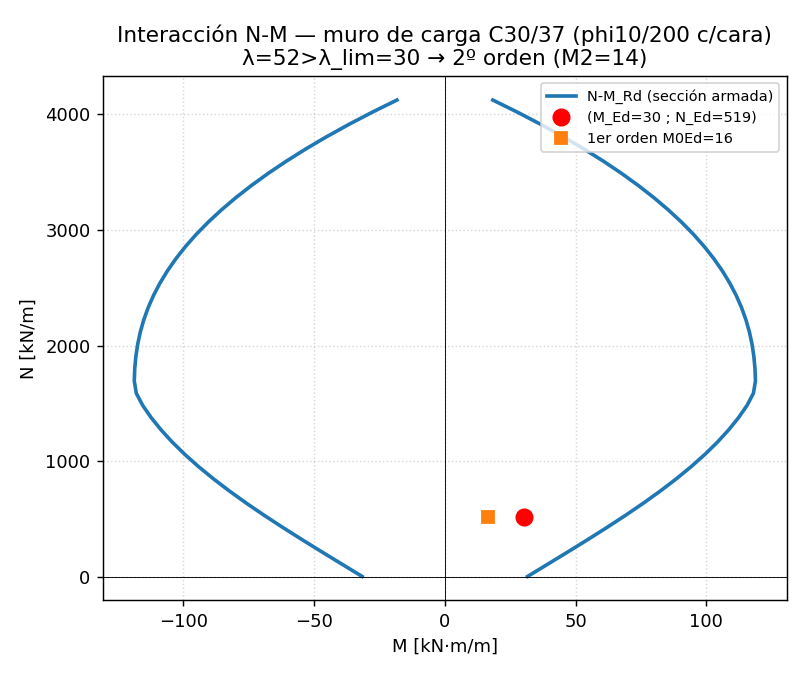 Interacción N-M — muro de carga C30/37 (phi10/200 c/cara)
λ=52>λ_lim=30 → 2º orden (M2=14)
N-M_Rd (sección armada)
(M_Ed=30 ; N_Ed=519)
1er orden M0Ed=16
4000
3000
2000
1000
0
N [kN/m]
−100
−50
0
50
100
M [kN·m/m]